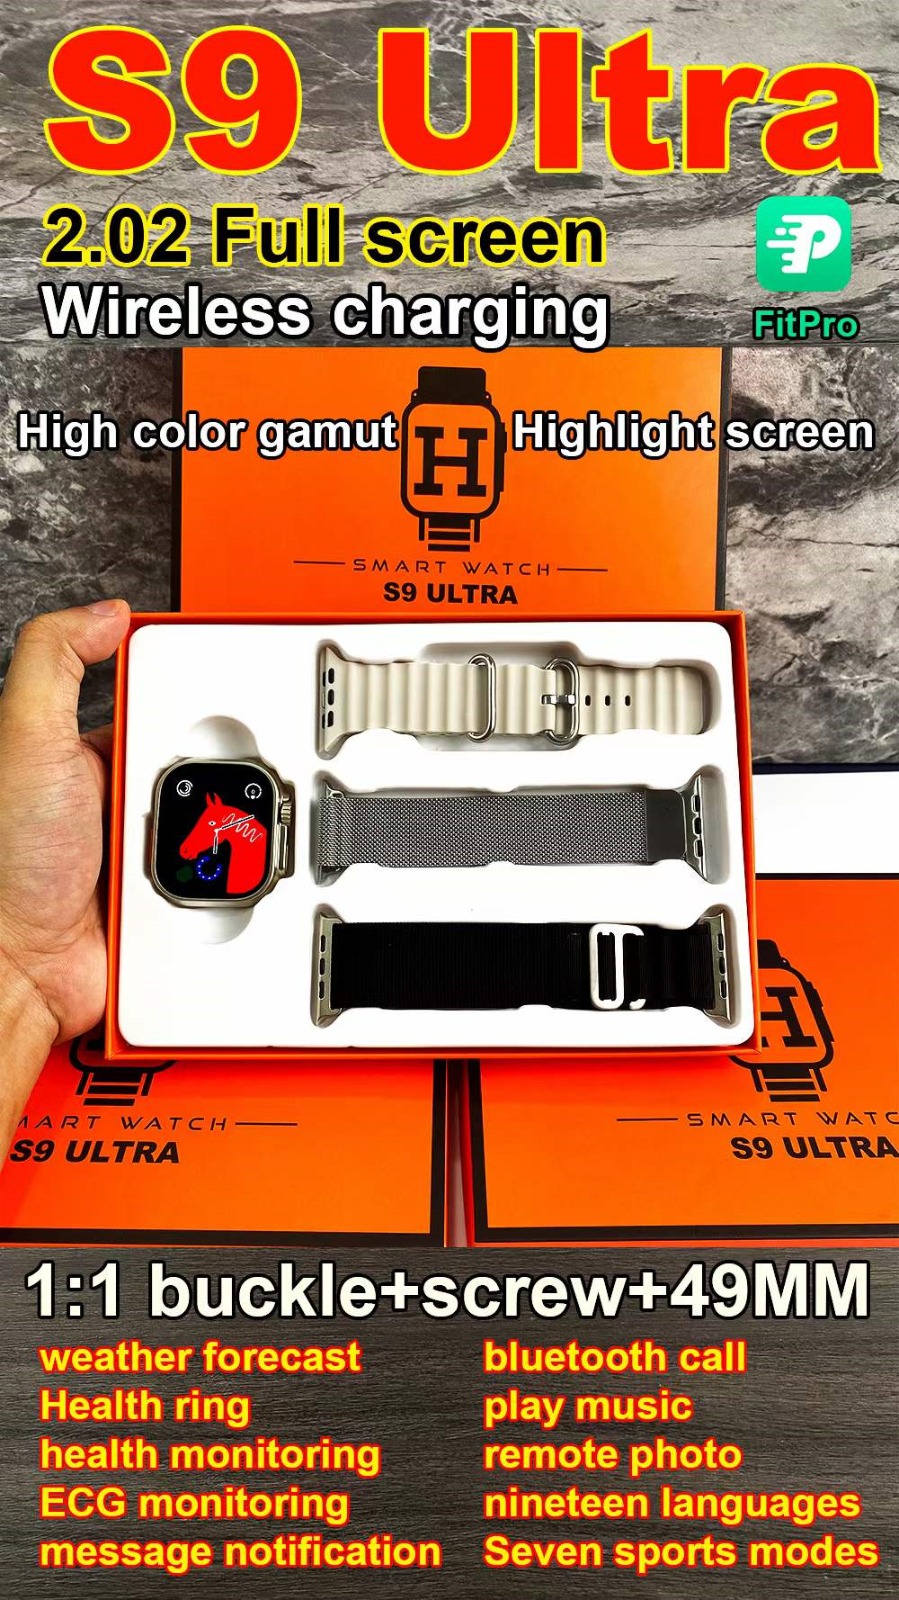 S9 Ultra
2.02 Full screen
Wireless charging
FitPro
High color gamut
Highlight screen
H
SMART WATCH
S9 ULTRA
H
SMART WATCH
S9 ULTRA
H
SMART WATC
S9 ULTRA
1:1 buckle+screw+49MM
weather forecast
bluetooth call
Health ring
play music
health monitoring
remote photo
ECG monitoring
nineteen languages
message notification
Seven sports modes